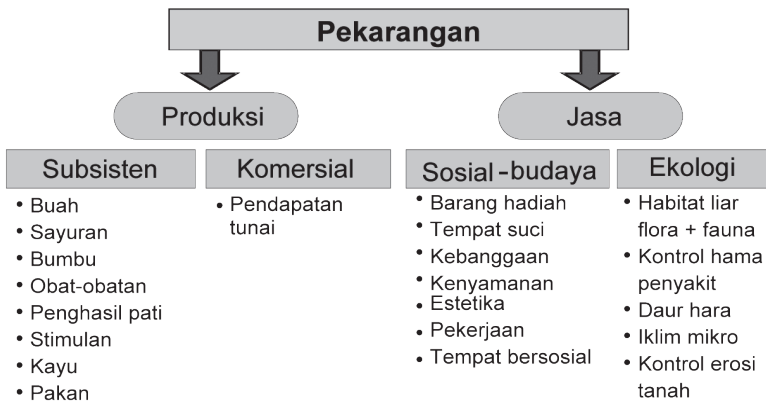 Pekarangan
Produksi
Jasa
Subsisten
• Buah
• Sayuran
• Bumbu
• Obat-obatan
• Penghasil pati
• Stimulan
• Kayu
• Pakan
Komersial
• Pendapatan
tunai
Sosial-budaya
• Barang hadiah
• Tempat suci
• Kebanggaan
• Kenyamanan
• Estetika
• Pekerjaan
• Tempat bersosial
Ekologi
• Habitat liar
flora + fauna
• Kontrol hama
penyakit
• Daur hara
• Iklim mikro
• Kontrol erosi
tanah